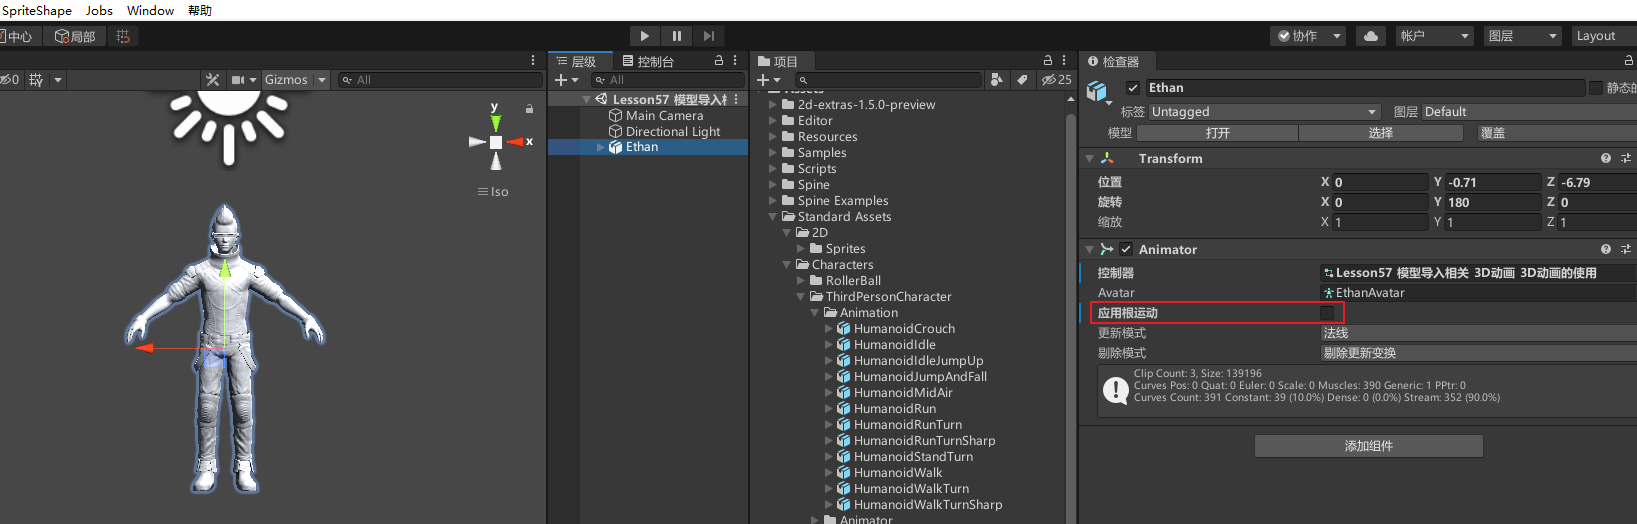 SpriteShape Jobs Window 帮助
中心 局部 协作 帐户 图层 Layout
0 Gizmos All
层级 控制台
All
Lesson57 模型导入相
Main Camera
Directional Light
Ethan
y
x
Iso
项目
25
Assets
2d-extras-1.5.0-preview
Editor
Resources
Samples
Scripts
Spine
Spine Examples
Standard Assets
2D
Sprites
Characters
RollerBall
ThirdPersonCharacter
Animation
HumanoidCrouch
HumanoidIdle
HumanoidIdleJumpUp
HumanoidJumpAndFall
HumanoidMidAir
HumanoidRun
HumanoidRunTurn
HumanoidRunTurnSharp
HumanoidStandTurn
HumanoidWalk
HumanoidWalkTurn
HumanoidWalkTurnSharp
Animator
检查器
Ethan 静态的
标签 Untagged 图层 Default
模型 打开 选择 覆盖
Transform
位置 X 0 Y -0.71 Z -6.79
旋转 X 0 Y 180 Z 0
缩放 X 1 Y 1 Z 1
Animator
控制器 Lesson57 模型导入相关 3D动画 3D动画的使用
Avatar EthanAvatar
应用根运动
更新模式 法线
剔除模式 剔除更新变换
Clip Count: 3, Size: 139196
Curves Pos: 0 Quat: 0 Euler: 0 Scale: 0 Muscles: 390 Generic: 1 PPtr: 0
Curves Count: 391 Constant: 39 (10.0%) Dense: 0 (0.0%) Stream: 352 (90.0%)
添加组件